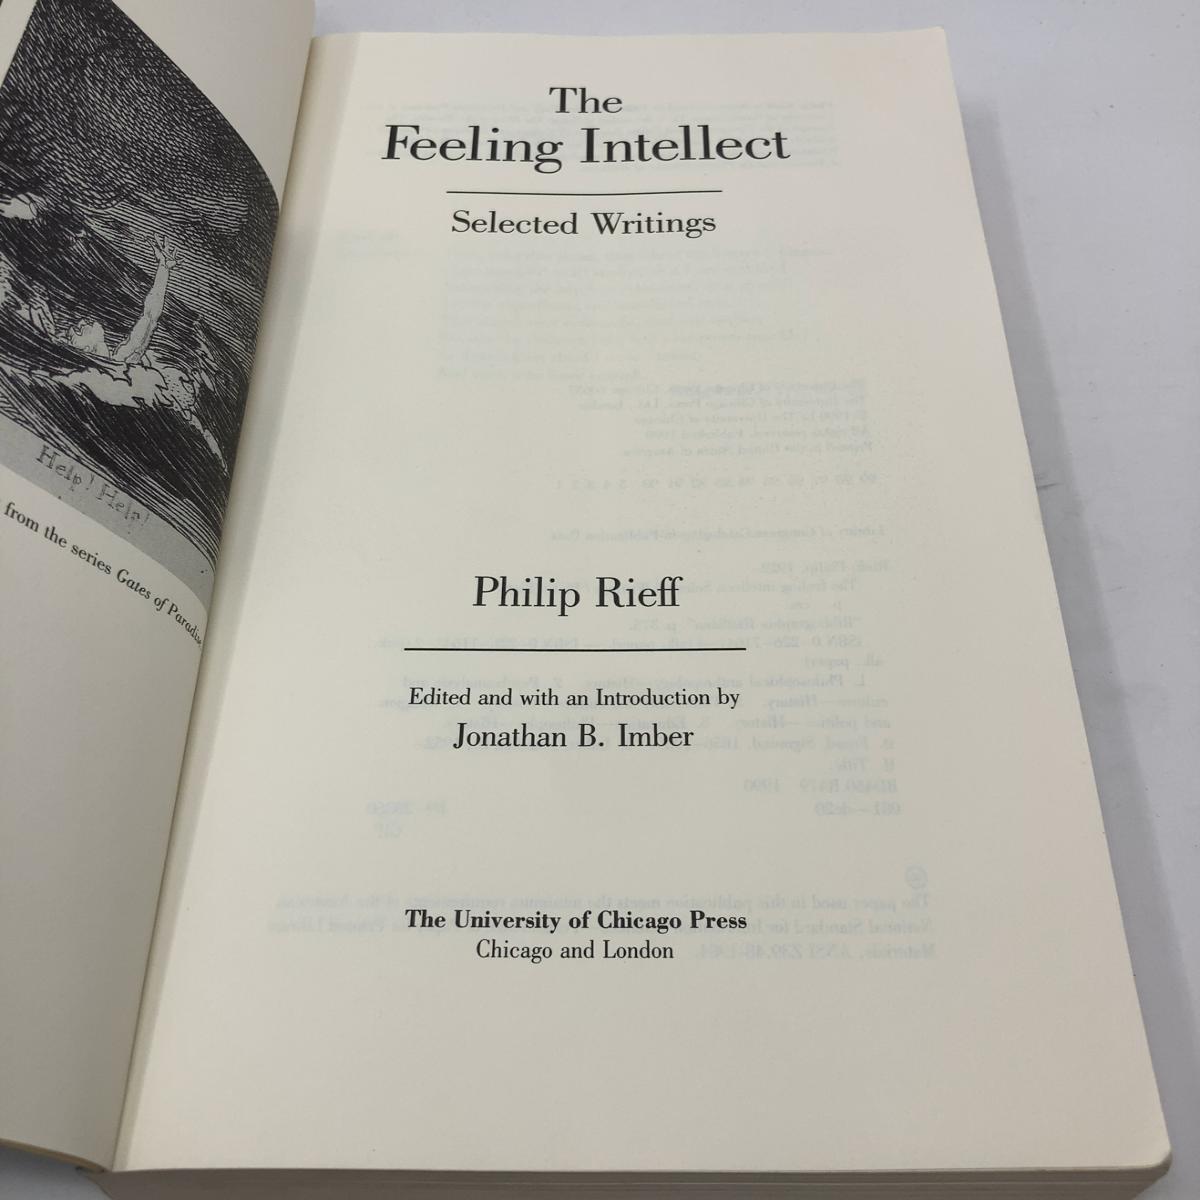 Help! Help!
from the series Gates of Paradise,
The
Feeling Intellect
Selected Writings
Philip Rieff
Edited and with an Introduction by
Jonathan B. Imber
The University of Chicago Press
Chicago and London